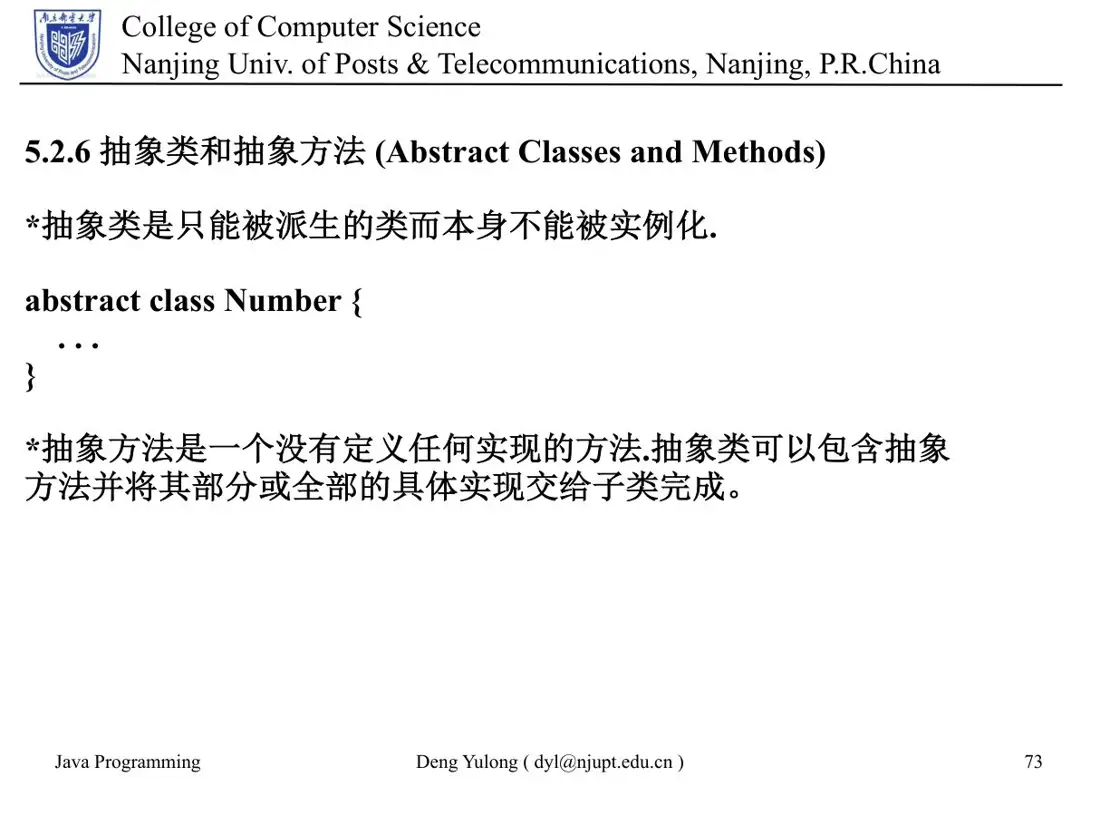 College of Computer Science
Nanjing Univ. of Posts & Telecommunications, Nanjing, P.R.China
5.2.6 抽象类和抽象方法 (Abstract Classes and Methods)
*抽象类是只能被派生的类而本身不能被实例化.
abstract class Number {
. . .
}
*抽象方法是一个没有定义任何实现的方法.抽象类可以包含抽象
方法并将其部分或全部的具体实现交给子类完成。
Java Programming
Deng Yulong ( dyl@njupt.edu.cn )
73